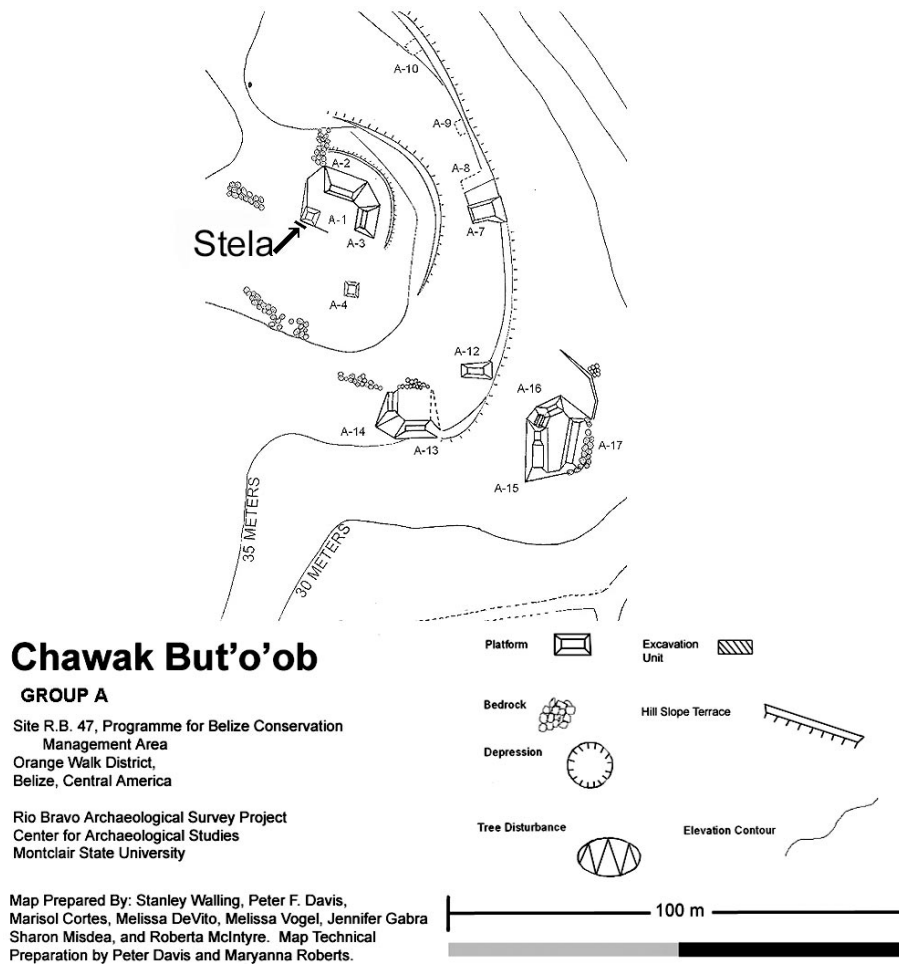 A-10
A-9
A-8
A-2
A-1
A-7
A-3
Stela
A-4
A-12
A-16
A-14
A-17
A-13
A-15
35 METERS
30 METERS
Chawak But'o'ob
GROUP A
Site R.B. 47, Programme for Belize Conservation
Management Area
Orange Walk District,
Belize, Central America
Rio Bravo Archaeological Survey Project
Center for Archaeological Studies
Montclair State University
Map Prepared By: Stanley Walling, Peter F. Davis,
Marisol Cortes, Melissa DeVito, Melissa Vogel, Jennifer Gabra
Sharon Misdea, and Roberta McIntyre. Map Technical
Preparation by Peter Davis and Maryanna Roberts.
Platform
Excavation
Unit
Bedrock
Hill Slope Terrace
Depression
Tree Disturbance
Elevation Contour
100 m